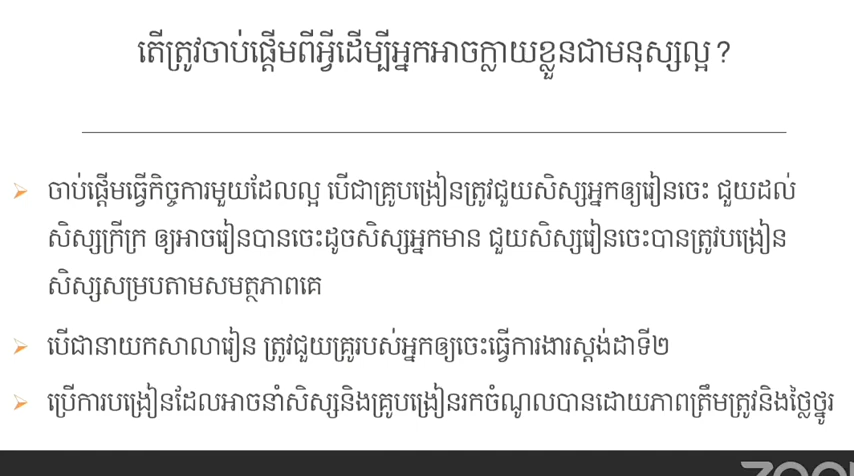 តើត្រូវចាប់ផ្តើមពីអ្វីដើម្បីអ្នកអាចក្លាយខ្លួនជាមនុស្សល្អ?
ចាប់ផ្តើមធ្វើកិច្ចការមួយដែលល្អ បើជាគ្រូបង្រៀនត្រូវជួយសិស្សអ្នកឲ្យរៀនចេះ ជួយដល់
សិស្សក្រីក្រ ឲ្យអាចរៀនបានចេះដូចសិស្សអ្នកមាន ជួយសិស្សរៀនចេះបានត្រូវបង្រៀន
សិស្សសម្របតាមសមត្ថភាពគេ
បើជានាយកសាលារៀន ត្រូវជួយគ្រូរបស់អ្នកឲ្យចេះធ្វើការងារស្តង់ដាទី២
ប្រើការបង្រៀនដែលអាចនាំសិស្សនិងគ្រូបង្រៀនរកចំណូលបានដោយភាពត្រឹមត្រូវនិងថ្លៃថ្នូរ
zoom